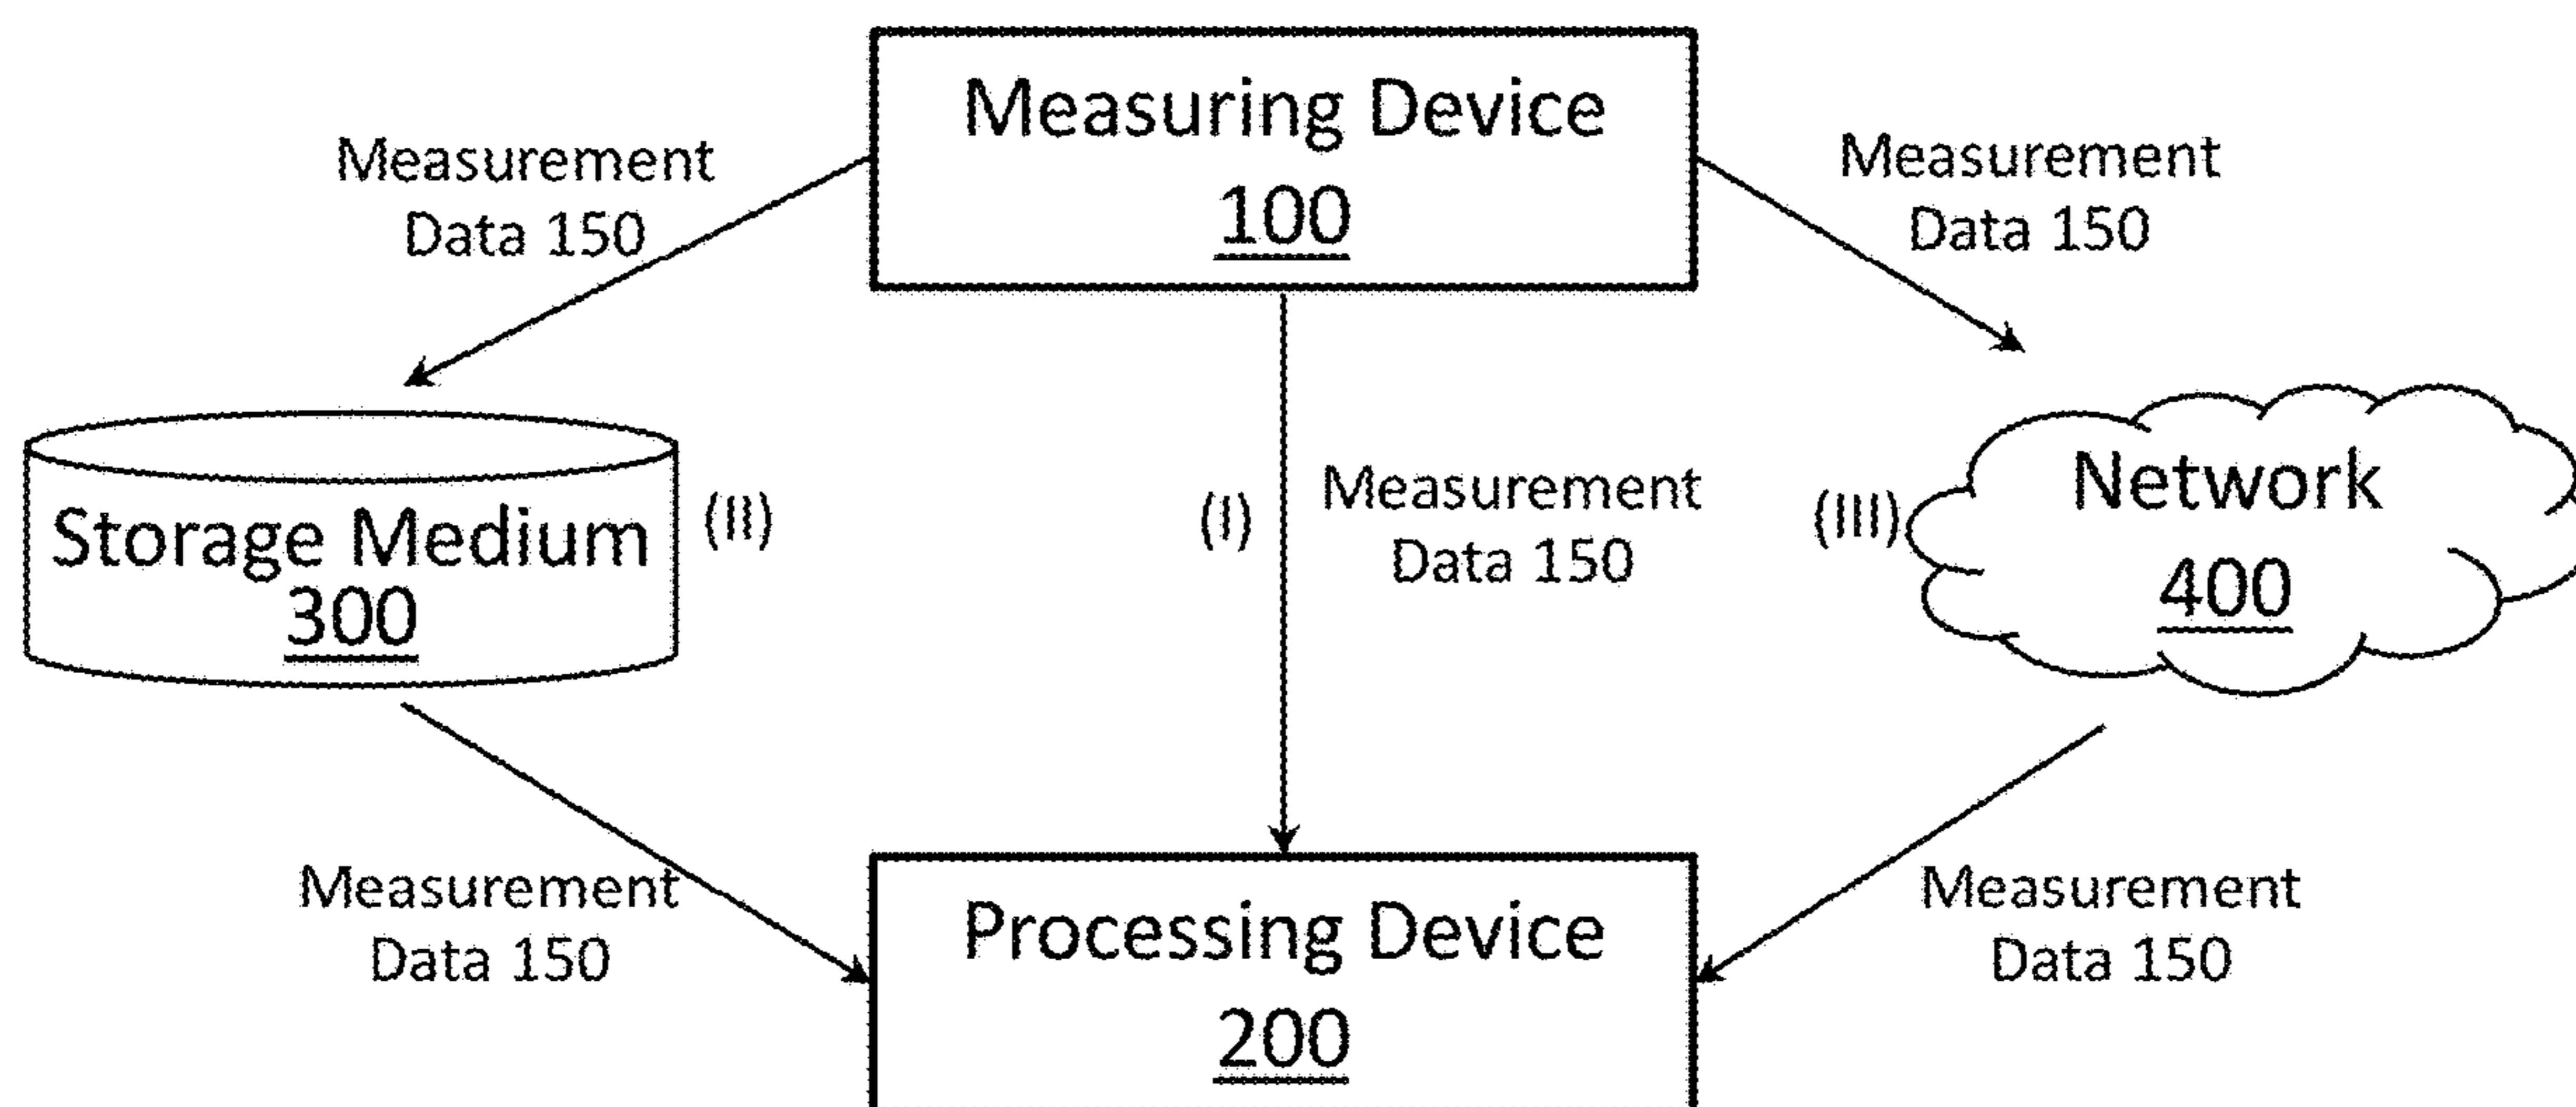 Measuring Device
100
Measurement
Data 150
Measurement
Data 150
Storage Medium
300
(II)
(I)
Measurement
Data 150
(III)
Network
400
Measurement
Data 150
Processing Device
200
Measurement
Data 150